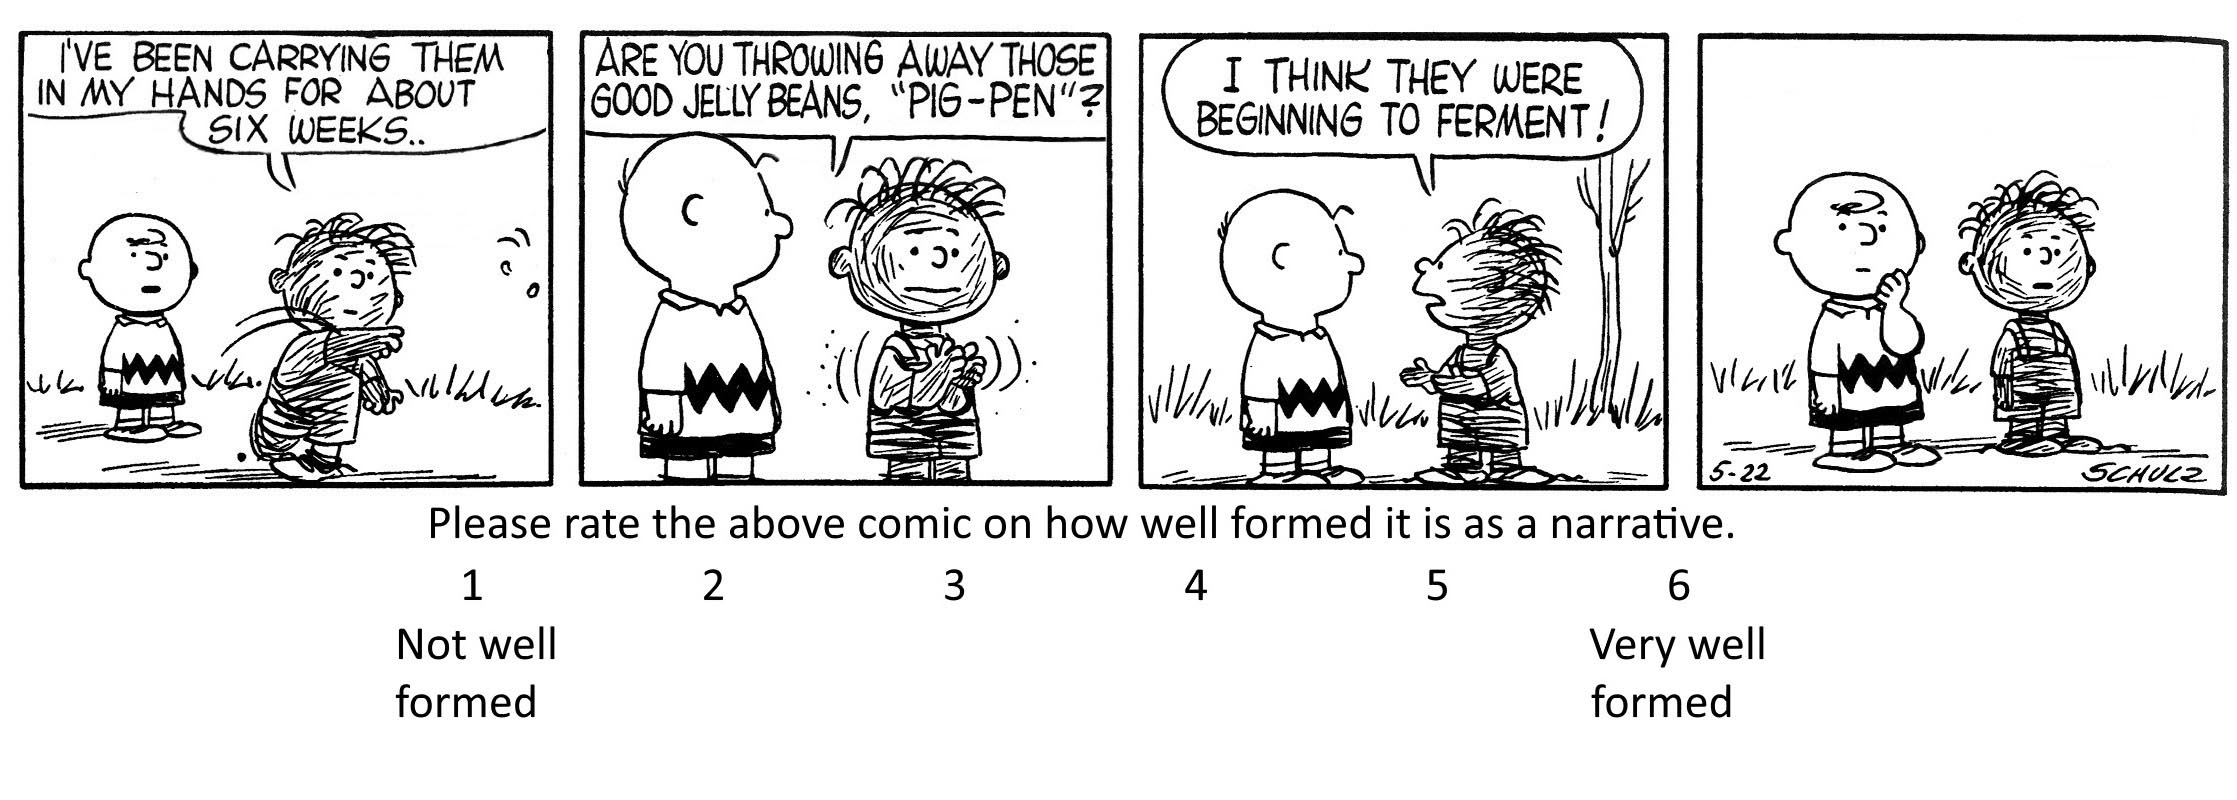 I'VE BEEN CARRYING THEM
IN MY HANDS FOR ABOUT
SIX WEEKS..
ARE YOU THROWING AWAY THOSE
GOOD JELLY BEANS, "PIG-PEN"?
I THINK THEY WERE
BEGINNING TO FERMENT!
5-22
SCHULZ
Please rate the above comic on how well formed it is as a narrative.
1 2 3 4 5 6
Not well
formed
Very well
formed